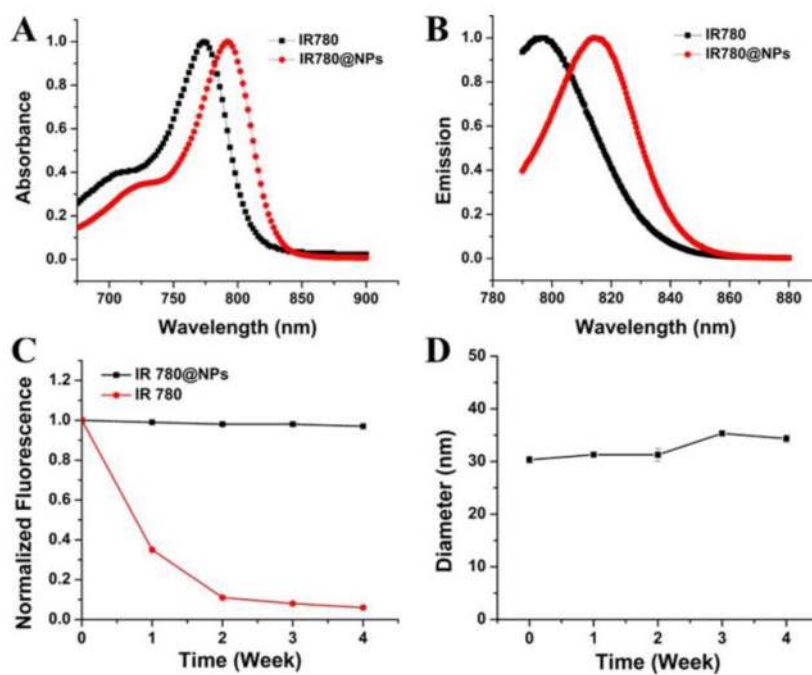 A
IR780
IR780@NPs
1.0
0.8
0.6
0.4
0.2
0.0
Absorbance
700 750 800 850 900
Wavelength (nm)
B
IR780
IR780@NPs
1.0
0.8
0.6
0.4
0.2
0.0
Emission
780 800 820 840 860 880
Wavelength (nm)
C
IR 780@NPs
IR 780
1.2
1.0
0.8
0.6
0.4
0.2
0.0
Normalized Fluorescence
0 1 2 3 4
Time (Week)
D
50
40
30
20
10
0
Diameter (nm)
0 1 2 3 4
Time (Week)